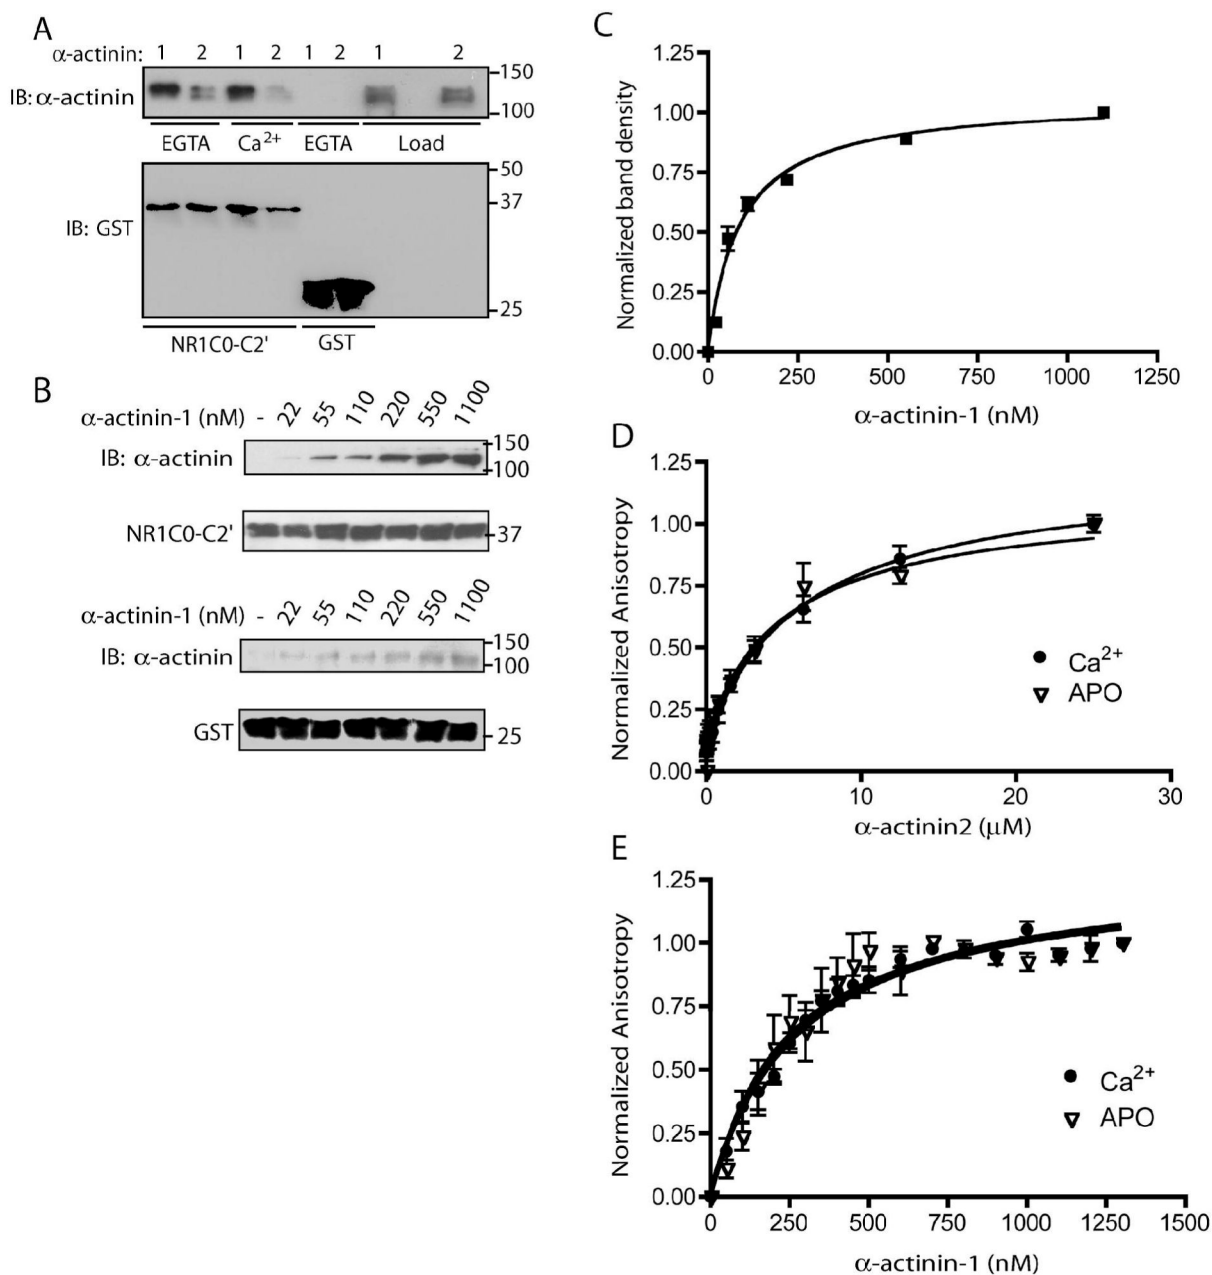 A
α-actinin: 1 2 1 2 1 2 1 2
IB: α-actinin
150
100
EGTA Ca2+ EGTA Load
IB: GST
50
37
25
NR1C0-C2' GST
B
α-actinin-1 (nM) - 22 55 110 220 550 1100
IB: α-actinin
150
100
NR1C0-C2'
37
α-actinin-1 (nM) - 22 55 110 220 550 1100
IB: α-actinin
150
100
GST
25
C
Normalized band density
1.25
1.00
0.75
0.50
0.25
0.00
0 250 500 750 1000 1250
α-actinin-1 (nM)
D
Normalized Anisotropy
1.25
1.00
0.75
0.50
0.25
0.00
Ca2+
APO
0 10 20 30
α-actinin2 (μM)
E
Normalized Anisotropy
1.25
1.00
0.75
0.50
0.25
0.00
Ca2+
APO
0 250 500 750 1000 1250 1500
α-actinin-1 (nM)